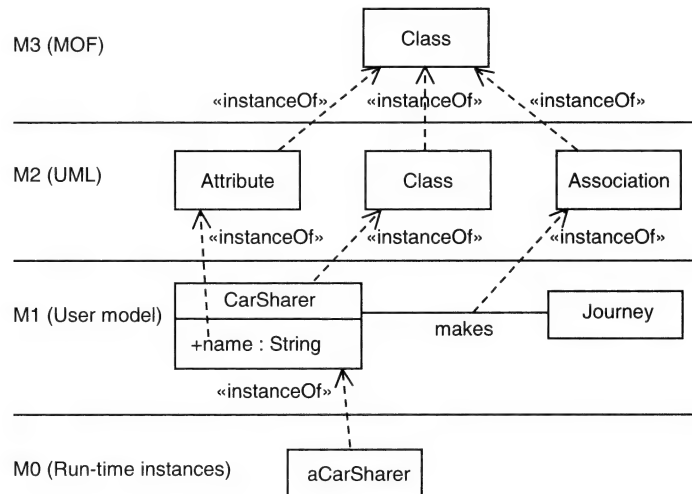 Class
M3 (MOF)
«instanceOf» «instanceOf» «instanceOf»
M2 (UML)
Attribute
Class
Association
«instanceOf» «instanceOf» «instanceOf»
CarSharer
M1 (User model)
Journey
makes
+name : String
«instanceOf»
M0 (Run-time instances)
aCarSharer